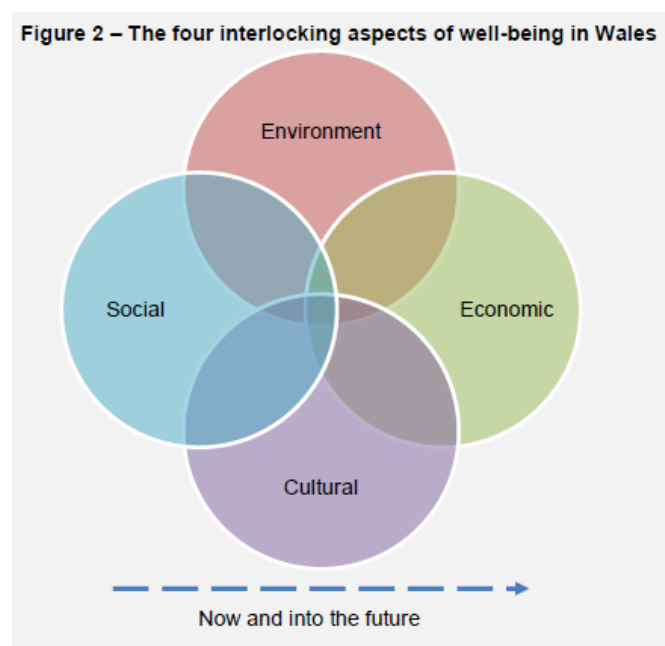 Figure 2 – The four interlocking aspects of well-being in Wales
Environment
Social
Economic
Cultural
Now and into the future